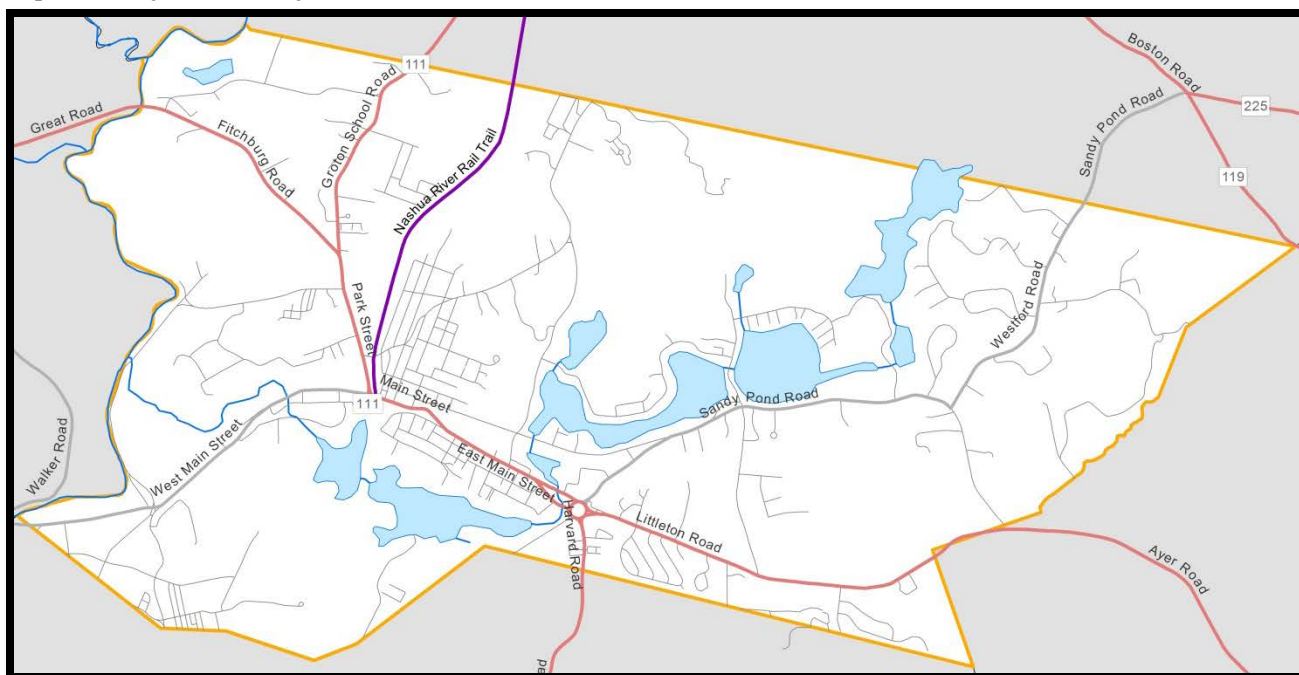 111
Boston Road
Great Road
Fitchburg Road
Groton School Road
Nashua River Rail Trail
Sandy Pond Road
225
119
Park Street
Westford Road
Main Street
111
Sandy Pond Road
Walker Road
West Main Street
East Main Street
Harvard Road
Littleton Road
Ayer Road